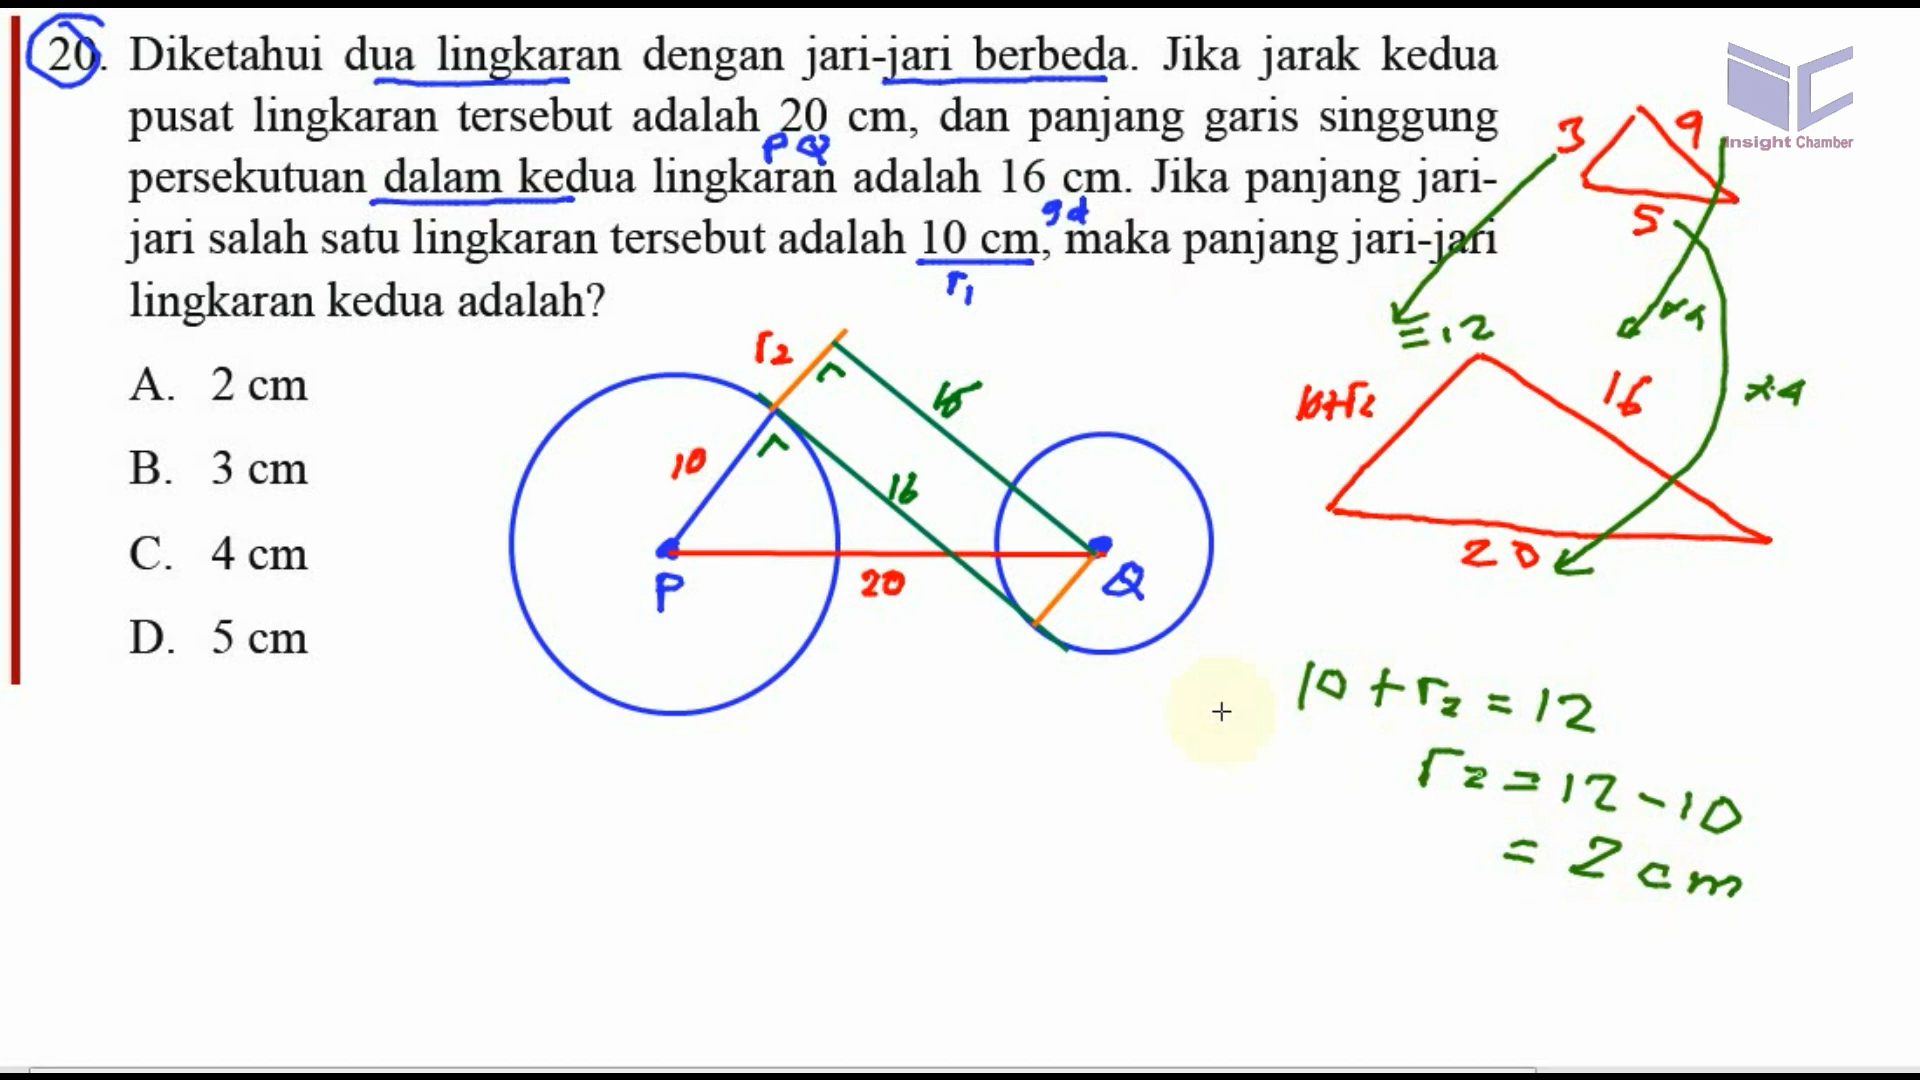 20. Diketahui dua lingkaran dengan jari-jari berbeda. Jika jarak kedua
pusat lingkaran tersebut adalah 20 cm, dan panjang garis singgung
PQ
persekutuan dalam kedua lingkaran adalah 16 cm. Jika panjang jari-
gd
jari salah satu lingkaran tersebut adalah 10 cm, maka panjang jari-jari
r1
lingkaran kedua adalah?
A. 2 cm
B. 3 cm
C. 4 cm
D. 5 cm
r2
10
16
16
P
20
Q
Insight Chamber
3
5
=12
x4
x4
10+r2
16
20
10 + r2 = 12
r2 = 12 - 10
= 2 cm